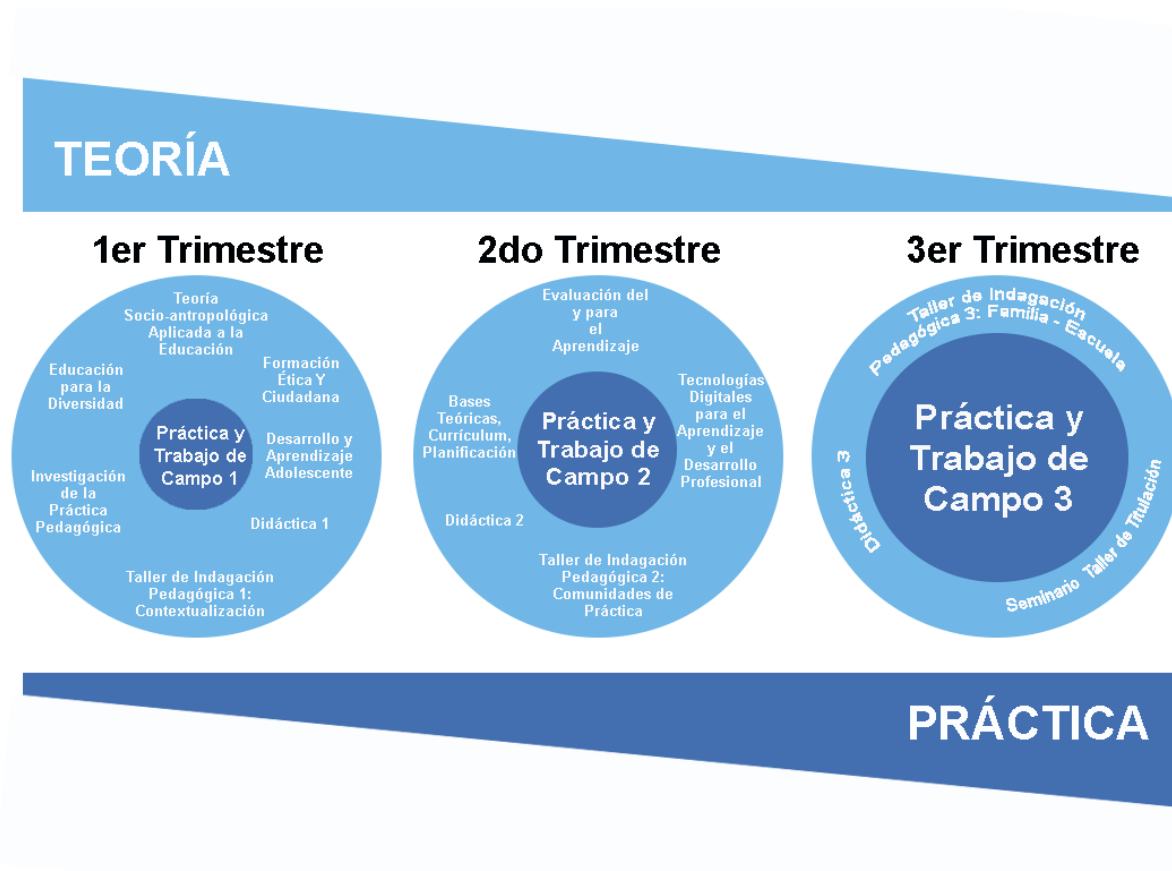 TEORÍA
1er Trimestre
Teoría
Socio-antropológica
Aplicada a la
Educación
Educación
para la
Diversidad
Formación
Ética Y
Ciudadana
Práctica y
Trabajo de
Campo 1
Desarrollo y
Aprendizaje
Adolescente
Investigación
de la
Práctica
Pedagógica
Didáctica 1
Taller de Indagación
Pedagógica 1:
Contextualización
2do Trimestre
Evaluación del
y para
el
Aprendizaje
Bases
Teóricas,
Currículum,
Planificación
Práctica y
Trabajo de
Campo 2
Tecnologías
Digitales
para el
Aprendizaje
y el
Desarrollo
Profesional
Didáctica 2
Taller de Indagación
Pedagógica 2:
Comunidades de
Práctica
3er Trimestre
Taller de Indagación
Pedagógica 3: Familia - Escuela
Práctica y
Trabajo de
Campo 3
Didáctica 3
Seminario Taller de Titulación
PRÁCTICA